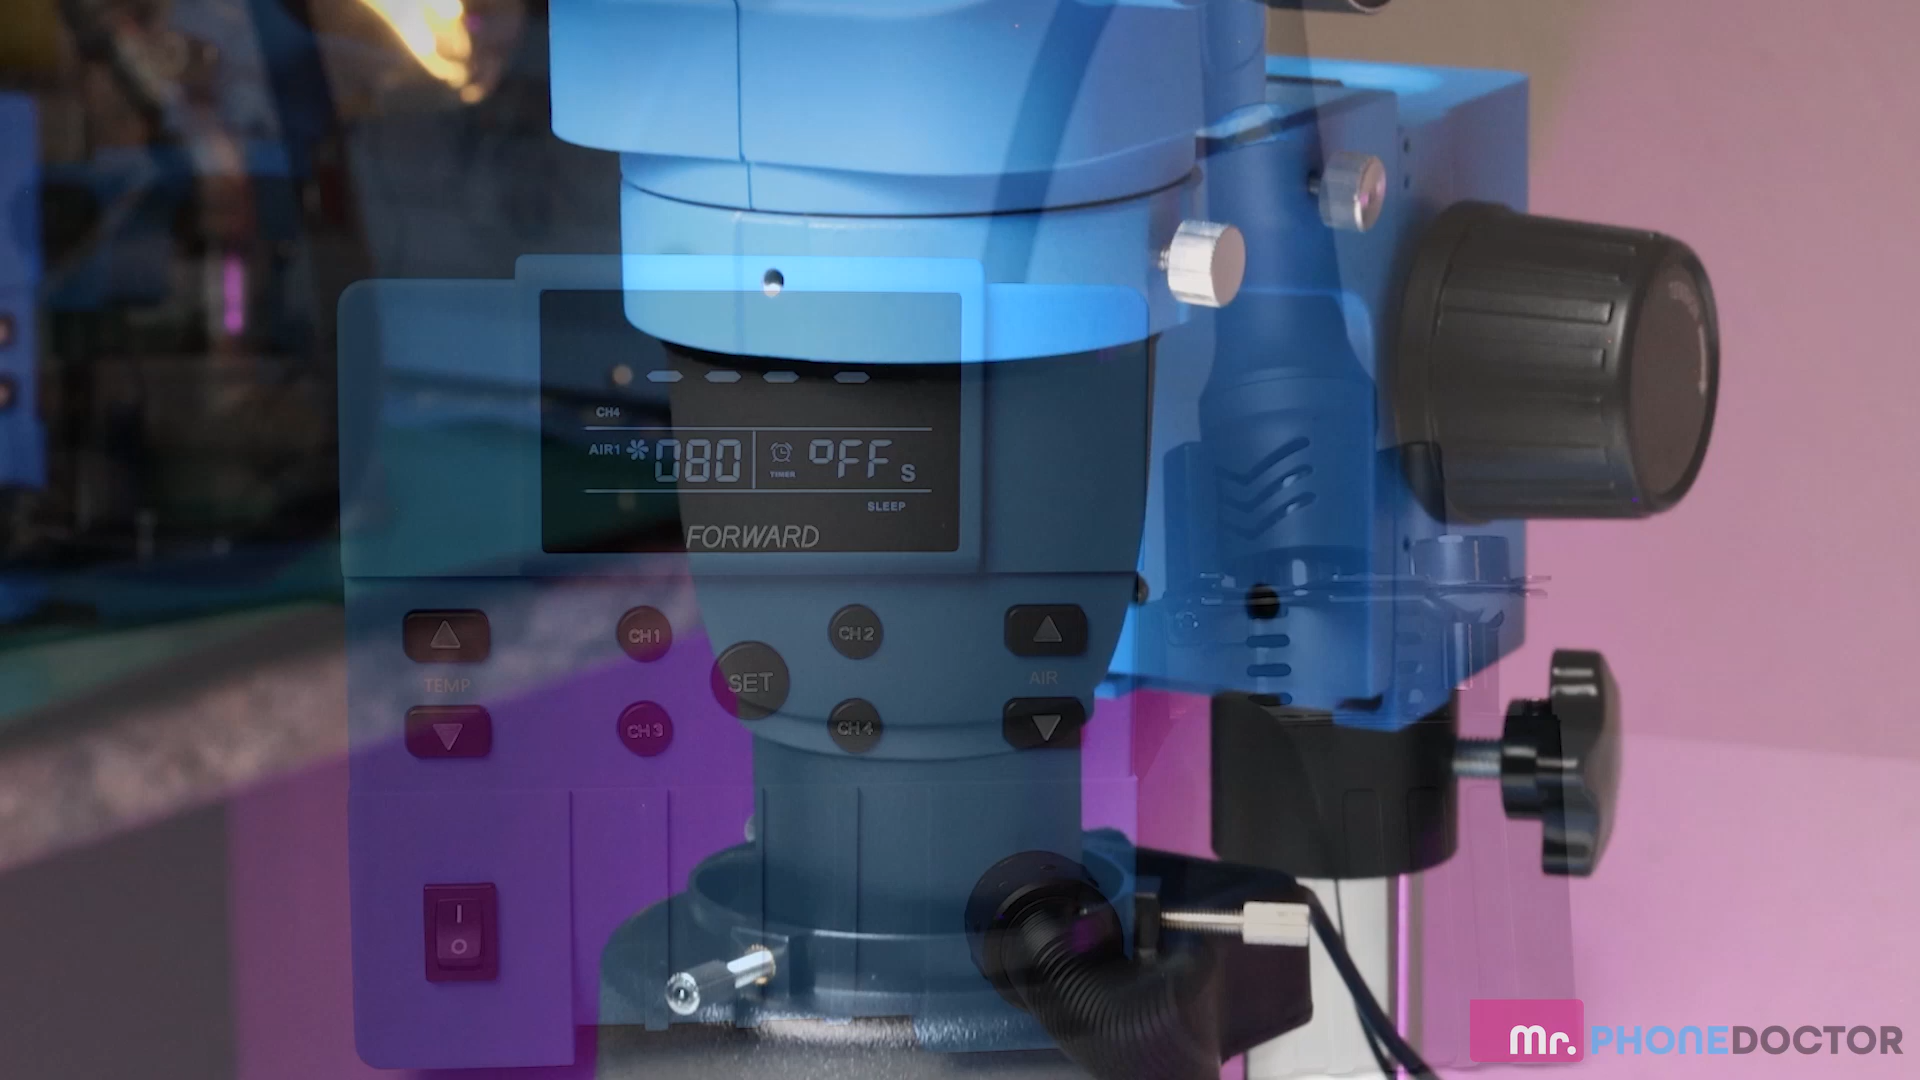 CH4
AIR1 080 TIMER OFF S
SLEEP
FORWARD
CH1 CH2
SET
TEMP AIR
CH3 CH4
mr. PHONEDOCTOR